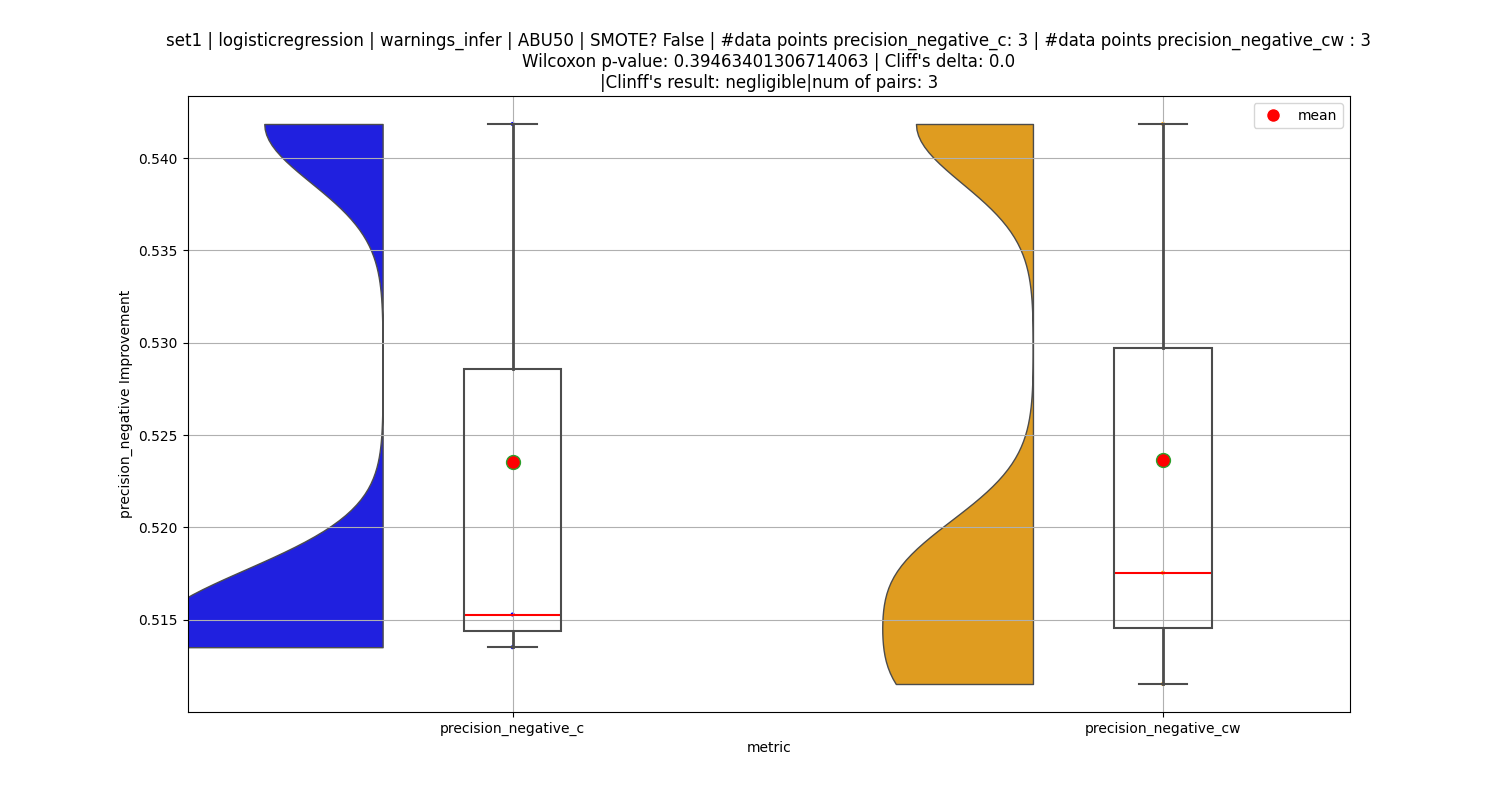 set1 | logisticregression | warnings_infer | ABU50 | SMOTE? False | #data points precision_negative_c: 3 | #data points precision_negative_cw : 3
Wilcoxon p-value: 0.39463401306714063 | Cliff's delta: 0.0
|Clinff's result: negligible|num of pairs: 3
mean
0.540
0.535
0.530
0.525
0.520
0.515
precision_negative Improvement
precision_negative_c
precision_negative_cw
metric